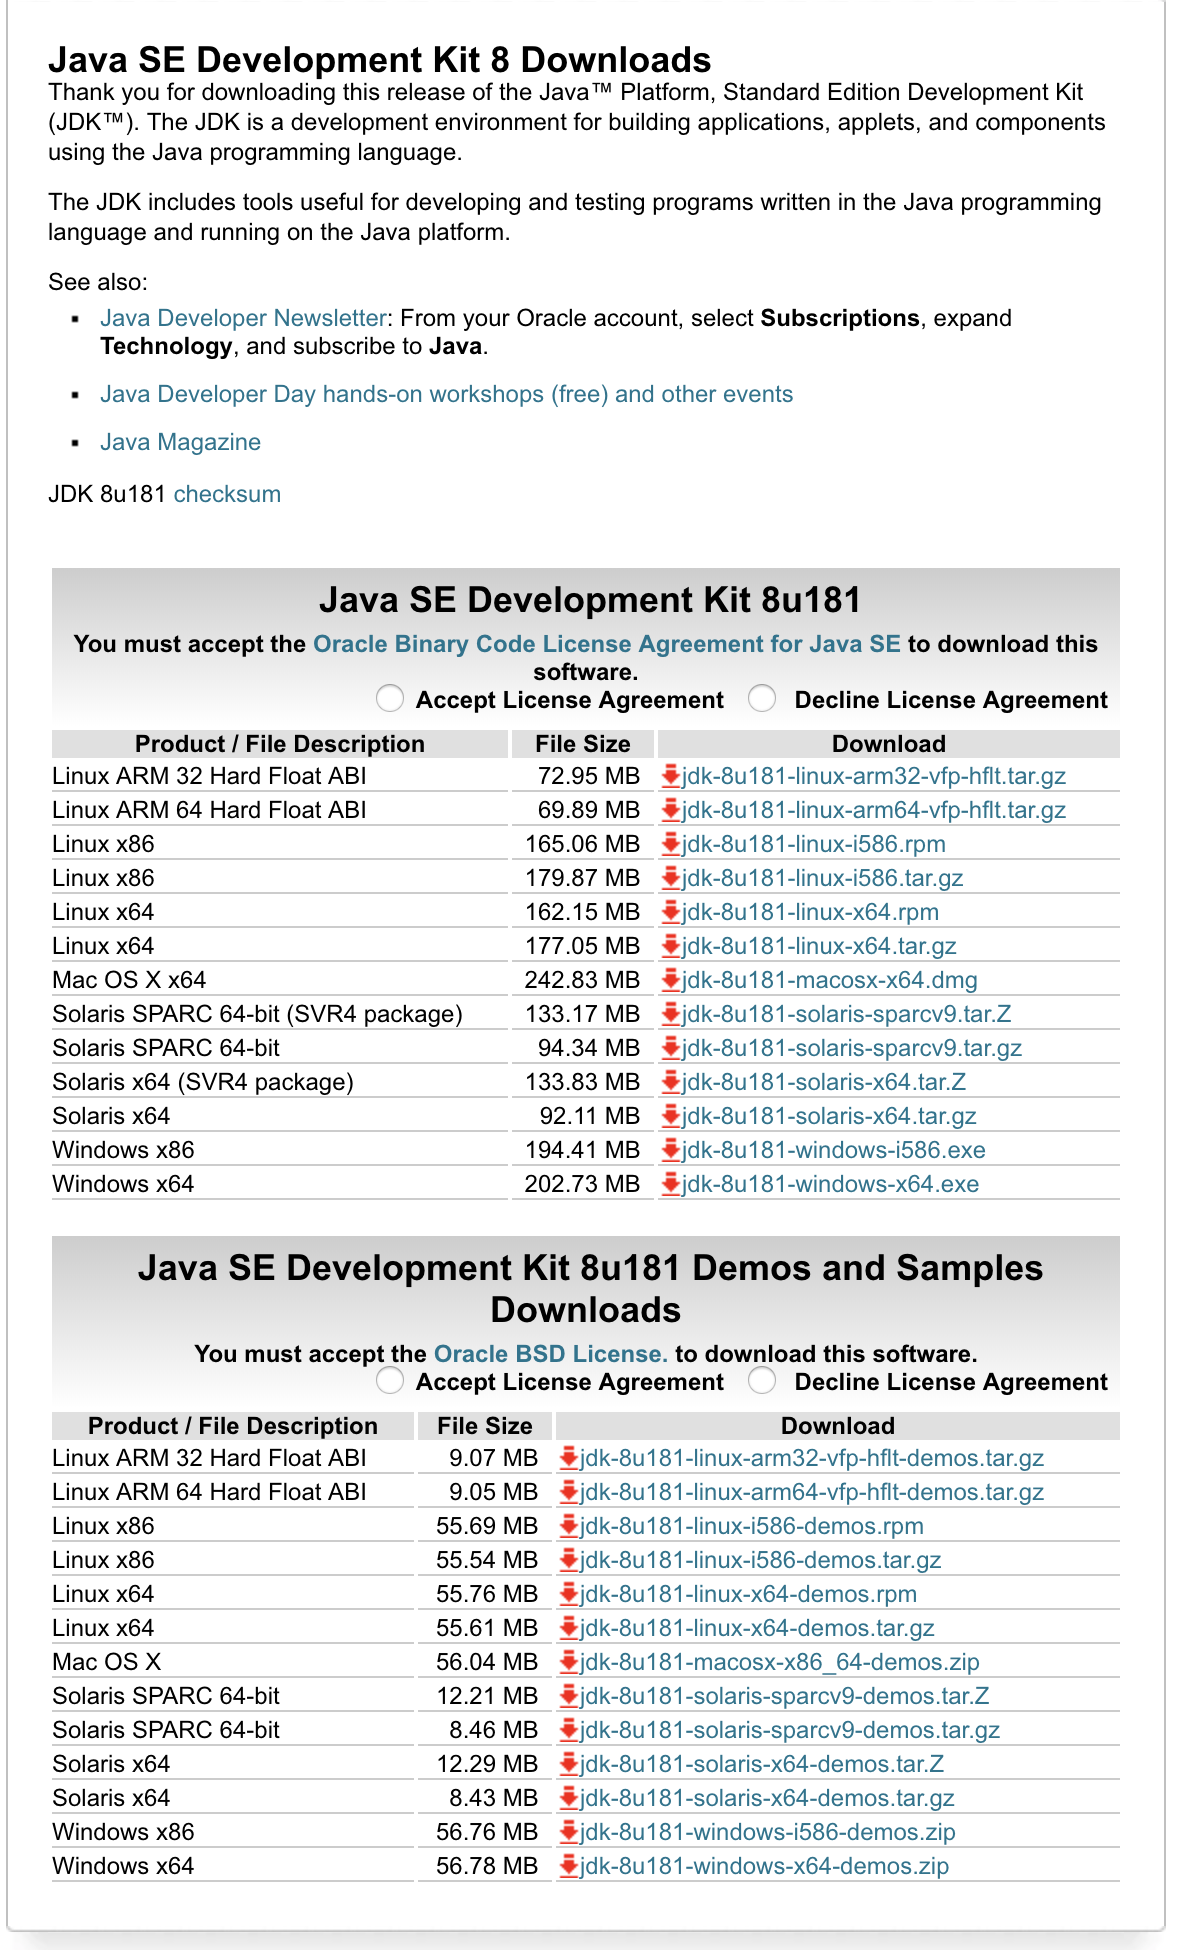 Java SE Development Kit 8 Downloads
Thank you for downloading this release of the Java™ Platform, Standard Edition Development Kit
(JDK™). The JDK is a development environment for building applications, applets, and components
using the Java programming language.
The JDK includes tools useful for developing and testing programs written in the Java programming
language and running on the Java platform.
See also:
Java Developer Newsletter: From your Oracle account, select Subscriptions, expand
Technology, and subscribe to Java.
Java Developer Day hands-on workshops (free) and other events
Java Magazine
JDK 8u181 checksum
Java SE Development Kit 8u181
You must accept the Oracle Binary Code License Agreement for Java SE to download this
software.
Accept License Agreement Decline License Agreement
Product / File Description File Size Download
Linux ARM 32 Hard Float ABI 72.95 MB jdk-8u181-linux-arm32-vfp-hflt.tar.gz
Linux ARM 64 Hard Float ABI 69.89 MB jdk-8u181-linux-arm64-vfp-hflt.tar.gz
Linux x86 165.06 MB jdk-8u181-linux-i586.rpm
Linux x86 179.87 MB jdk-8u181-linux-i586.tar.gz
Linux x64 162.15 MB jdk-8u181-linux-x64.rpm
Linux x64 177.05 MB jdk-8u181-linux-x64.tar.gz
Mac OS X x64 242.83 MB jdk-8u181-macosx-x64.dmg
Solaris SPARC 64-bit (SVR4 package) 133.17 MB jdk-8u181-solaris-sparcv9.tar.Z
Solaris SPARC 64-bit 94.34 MB jdk-8u181-solaris-sparcv9.tar.gz
Solaris x64 (SVR4 package) 133.83 MB jdk-8u181-solaris-x64.tar.Z
Solaris x64 92.11 MB jdk-8u181-solaris-x64.tar.gz
Windows x86 194.41 MB jdk-8u181-windows-i586.exe
Windows x64 202.73 MB jdk-8u181-windows-x64.exe
Java SE Development Kit 8u181 Demos and Samples
Downloads
You must accept the Oracle BSD License. to download this software.
Accept License Agreement Decline License Agreement
Product / File Description File Size Download
Linux ARM 32 Hard Float ABI 9.07 MB jdk-8u181-linux-arm32-vfp-hflt-demos.tar.gz
Linux ARM 64 Hard Float ABI 9.05 MB jdk-8u181-linux-arm64-vfp-hflt-demos.tar.gz
Linux x86 55.69 MB jdk-8u181-linux-i586-demos.rpm
Linux x86 55.54 MB jdk-8u181-linux-i586-demos.tar.gz
Linux x64 55.76 MB jdk-8u181-linux-x64-demos.rpm
Linux x64 55.61 MB jdk-8u181-linux-x64-demos.tar.gz
Mac OS X 56.04 MB jdk-8u181-macosx-x86_64-demos.zip
Solaris SPARC 64-bit 12.21 MB jdk-8u181-solaris-sparcv9-demos.tar.Z
Solaris SPARC 64-bit 8.46 MB jdk-8u181-solaris-sparcv9-demos.tar.gz
Solaris x64 12.29 MB jdk-8u181-solaris-x64-demos.tar.Z
Solaris x64 8.43 MB jdk-8u181-solaris-x64-demos.tar.gz
Windows x86 56.76 MB jdk-8u181-windows-i586-demos.zip
Windows x64 56.78 MB jdk-8u181-windows-x64-demos.zip